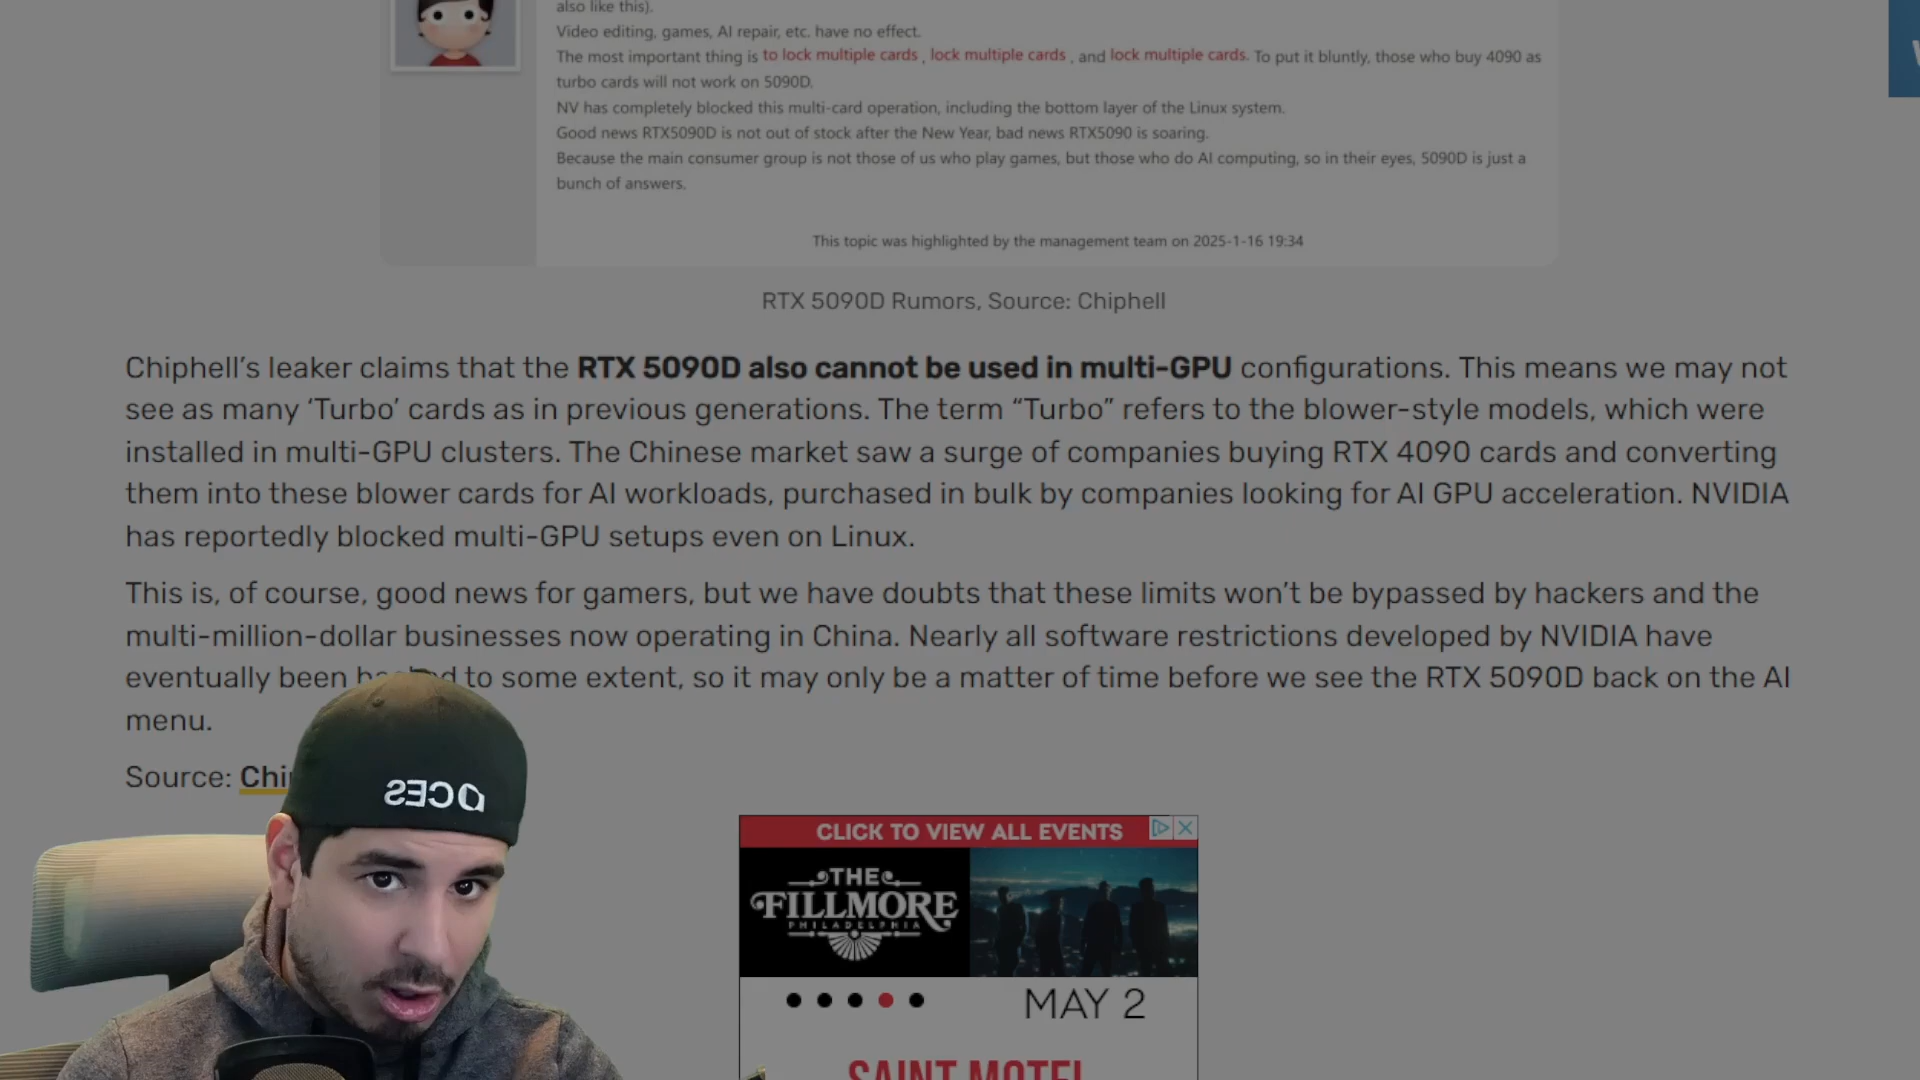 also like this).
Video editing, games, AI repair, etc. have no effect.
The most important thing is to lock multiple cards , lock multiple cards , and lock multiple cards. To put it bluntly, those who buy 4090 as
turbo cards will not work on 5090D.
NV has completely blocked this multi-card operation, including the bottom layer of the Linux system.
Good news RTX5090D is not out of stock after the New Year, bad news RTX5090 is soaring.
Because the main consumer group is not those of us who play games, but those who do AI computing, so in their eyes, 5090D is just a
bunch of answers.
This topic was highlighted by the management team on 2025-1-16 19:34
RTX 5090D Rumors, Source: Chiphell
Chiphell’s leaker claims that the RTX 5090D also cannot be used in multi-GPU configurations. This means we may not
see as many ‘Turbo’ cards as in previous generations. The term “Turbo” refers to the blower-style models, which were
installed in multi-GPU clusters. The Chinese market saw a surge of companies buying RTX 4090 cards and converting
them into these blower cards for AI workloads, purchased in bulk by companies looking for AI GPU acceleration. NVIDIA
has reportedly blocked multi-GPU setups even on Linux.
This is, of course, good news for gamers, but we have doubts that these limits won’t be bypassed by hackers and the
multi-million-dollar businesses now operating in China. Nearly all software restrictions developed by NVIDIA have
eventually been to some extent, so it may only be a matter of time before we see the RTX 5090D back on the AI
menu.
Source: Chi
CLICK TO VIEW ALL EVENTS
THE
FILLMORE
PHILADELPHIA
MAY 2
SAINT MOTEL